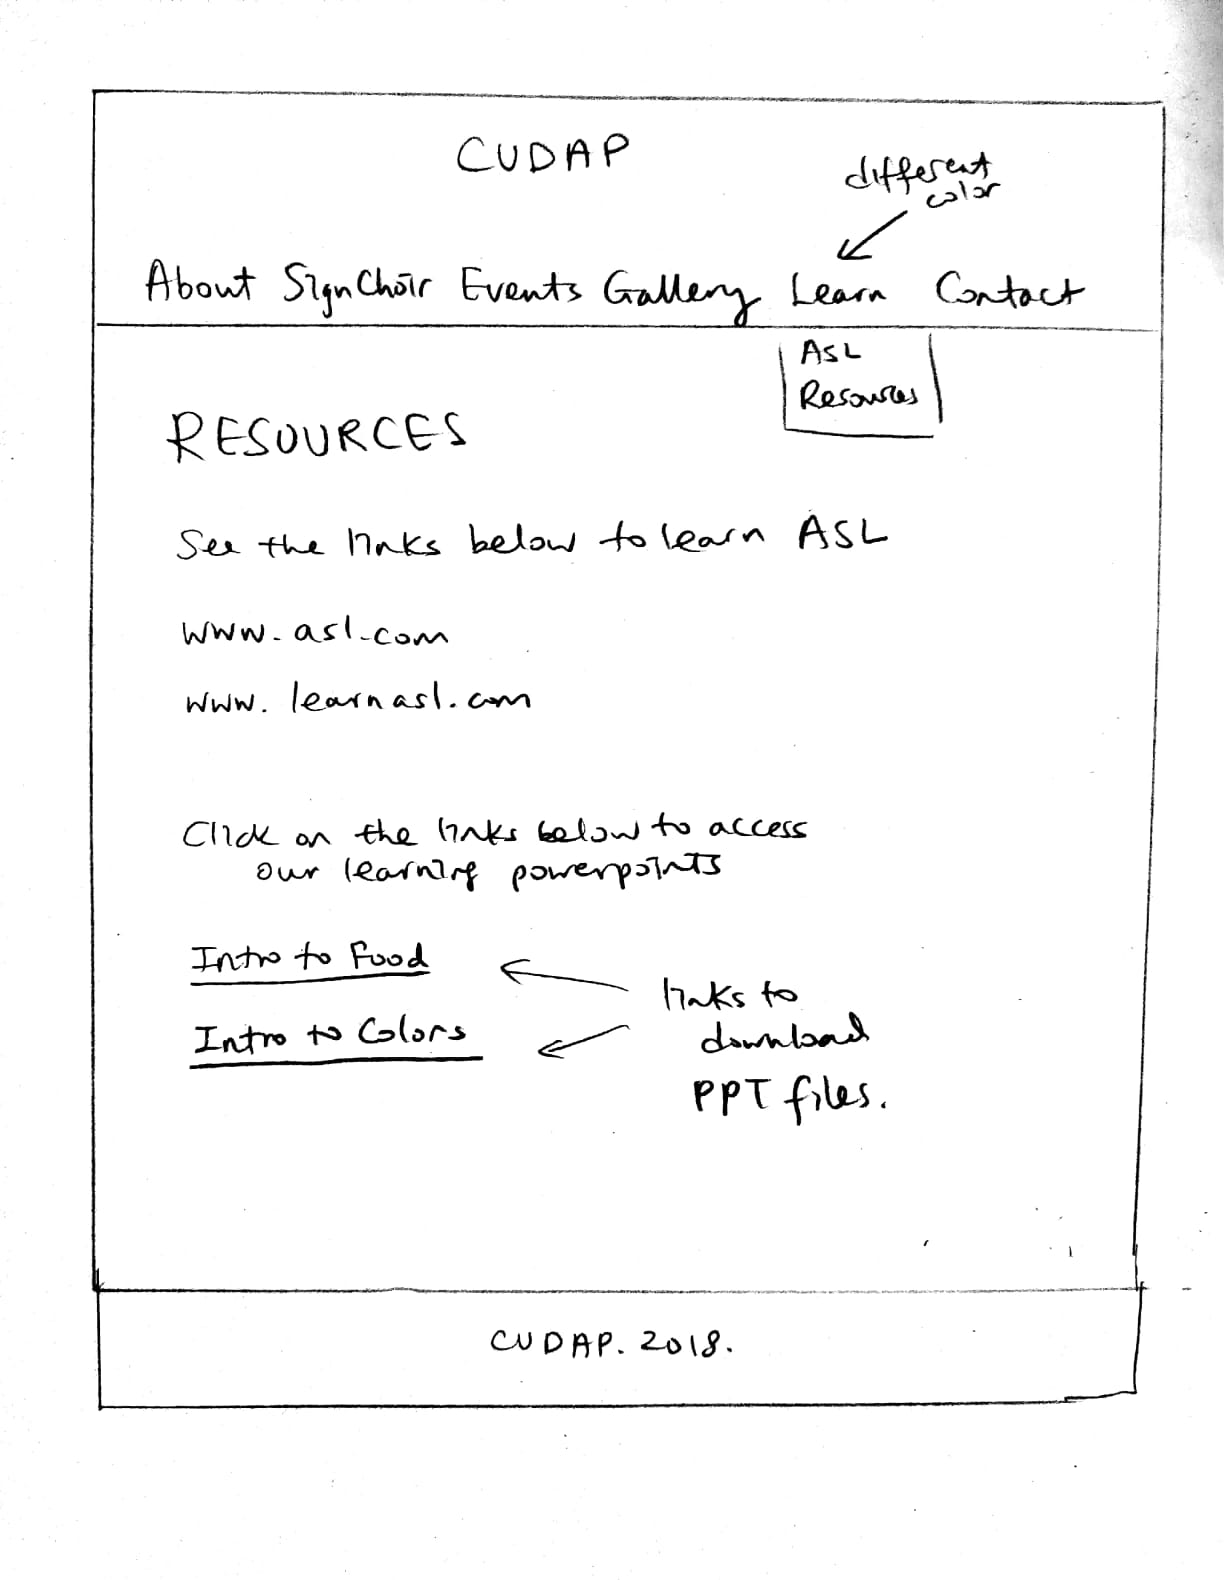 CUDAP
different
color
About SignChoir Events Gallery Learn Contact
ASL
Resources
RESOURCES
See the links below to learn ASL
www.asl.com
www.learnasl.com
Click on the links below to access
our learning powerpoints
Intro to Food
Intro to Colors
links to
download
PPT files.
CUDAP. 2018.